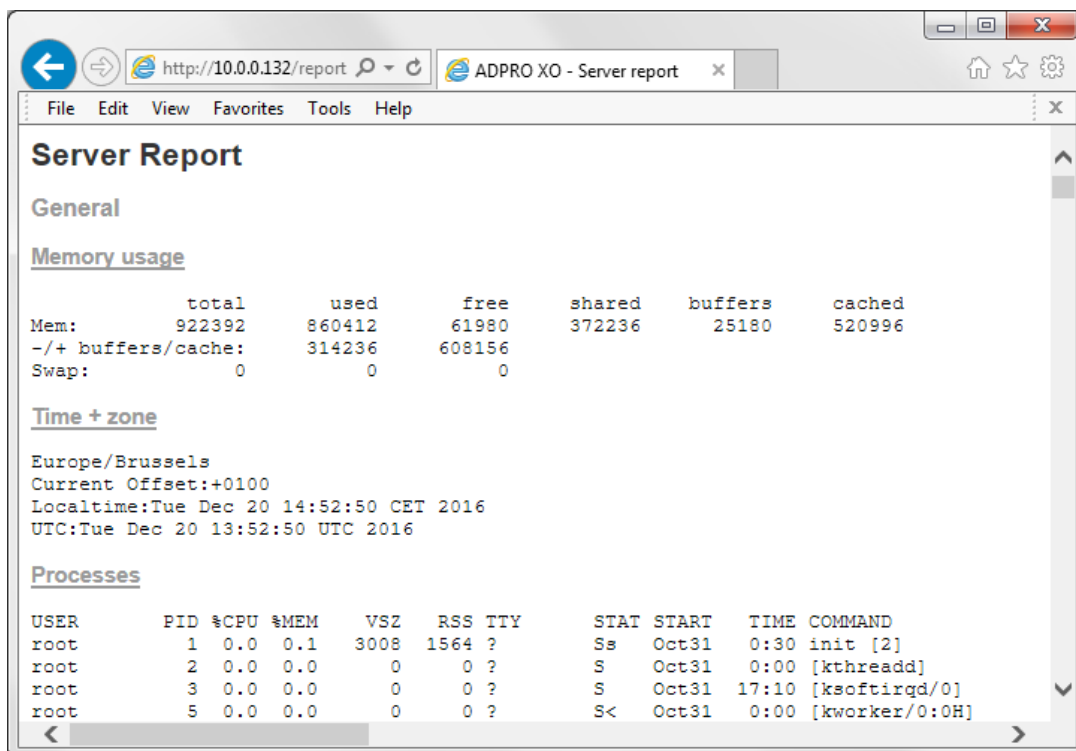 http://10.0.0.132/report
ADPRO XO - Server report
File Edit View Favorites Tools Help
Server Report
General
Memory usage
total used free shared buffers cached
Mem: 922392 860412 61980 372236 25180 520996
-/+ buffers/cache: 314236 608156
Swap: 0 0 0
Time + zone
Europe/Brussels
Current Offset:+0100
Localtime:Tue Dec 20 14:52:50 CET 2016
UTC:Tue Dec 20 13:52:50 UTC 2016
Processes
USER PID %CPU %MEM VSZ RSS TTY STAT START TIME COMMAND
root 1 0.0 0.1 3008 1564 ? Ss Oct31 0:30 init [2]
root 2 0.0 0.0 0 0 ? S Oct31 0:00 [kthreadd]
root 3 0.0 0.0 0 0 ? S Oct31 17:10 [ksoftirqd/0]
root 5 0.0 0.0 0 0 ? S< Oct31 0:00 [kworker/0:0H]